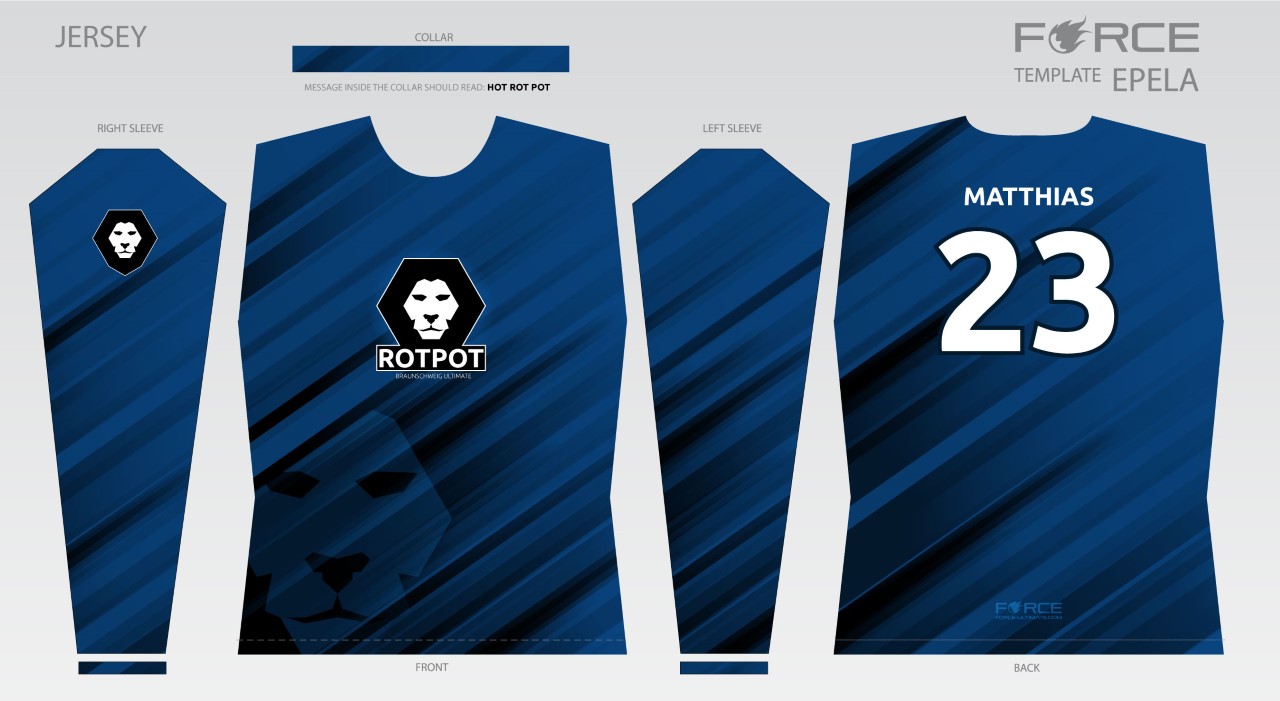 JERSEY
COLLAR
MESSAGE INSIDE THE COLLAR SHOULD READ: HOT ROT POT
FORCE
TEMPLATE EPELA
RIGHT SLEEVE
LEFT SLEEVE
ROTPOT
BRAUNSCHWEIG ULTIMATE
MATTHIAS
23
FORCE
FRONT
BACK